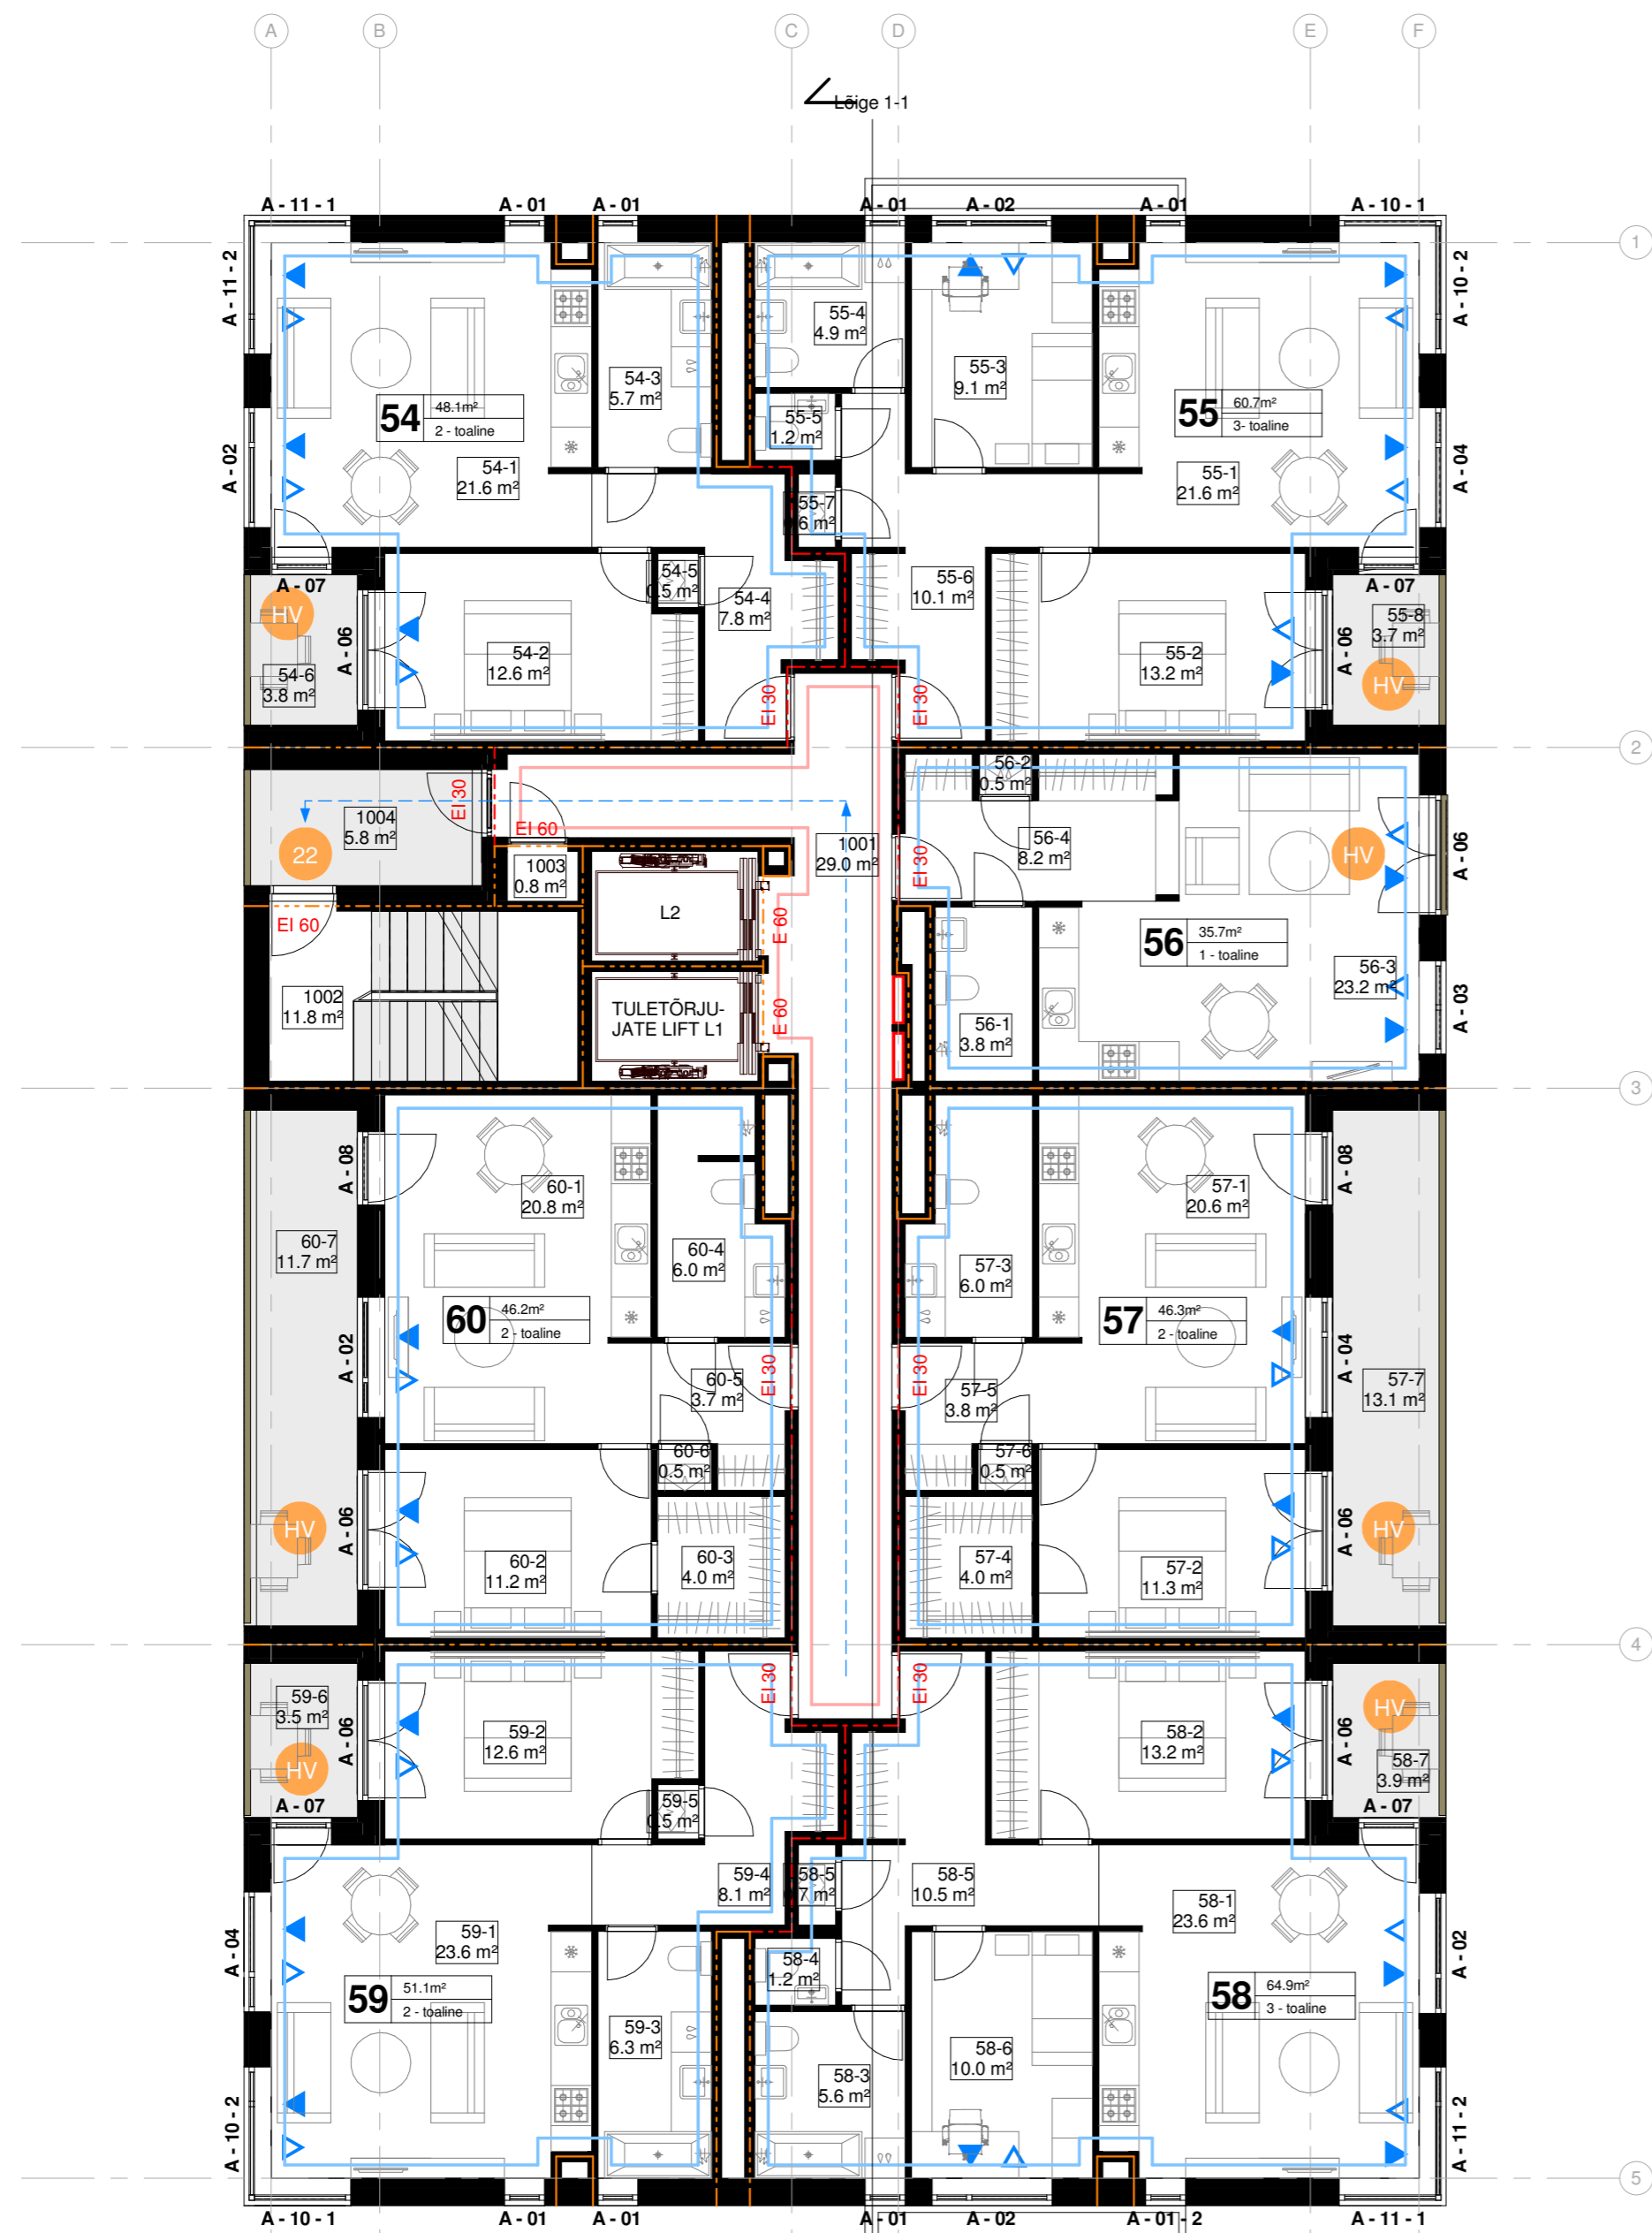 A B C D E F
Lõige 1-1
A - 11 - 1 A - 01 A - 01 A - 01 A - 02 A - 01 A - 10 - 1
1
A - 11 - 2
A - 10 - 2
55-4
4.9 m²
55-3
9.1 m²
54-3
5.7 m²
54
48.1m²
2 - toaline
55
60.7m²
3- toaline
55-5
1.2 m²
A - 02
A - 04
54-1
21.6 m²
55-1
21.6 m²
55-7
6 m²
A - 07
54-5
0.5 m²
54-4
7.8 m²
55-6
10.1 m²
A - 07
HV
A - 06
54-6
3.8 m²
54-2
12.6 m²
55-2
13.2 m²
A - 06
55-8
3.7 m²
HV
EI 30
EI 30
2
1004
5.8 m²
22
EI 30
EI 60
1003
0.8 m²
1001
29.0 m²
EI 30
56-2
0.5 m²
56-4
8.2 m²
HV
A - 06
EI 60
L2
E 60
56
35.7m²
1 - toaline
56-3
23.2 m²
A - 03
1002
11.8 m²
TULETÕRJU-
JATE LIFT L1
E 60
56-1
3.8 m²
3
A - 08
60-1
20.8 m²
57-1
20.6 m²
A - 08
60-7
11.7 m²
60-4
6.0 m²
57-3
6.0 m²
60
46.2m²
2 - toaline
57
46.3m²
2 - toaline
A - 02
A - 04
60-5
3.7 m²
EI 30
EI 30
57-5
3.8 m²
57-7
13.1 m²
60-6
0.5 m²
57-6
0.5 m²
HV
A - 06
60-2
11.2 m²
60-3
4.0 m²
57-4
4.0 m²
57-2
11.3 m²
A - 06
HV
4
59-6
3.5 m²
HV
A - 06
59-2
12.6 m²
EI 30
EI 30
58-2
13.2 m²
A - 06
HV
58-7
3.9 m²
A - 07
59-5
0.5 m²
A - 07
59-4
8.1 m²
58-5
7 m²
58-5
10.5 m²
58-1
23.6 m²
A - 04
59-1
23.6 m²
A - 02
58-4
1.2 m²
59
51.1m²
2 - toaline
58
64.9m²
3 - toaline
59-3
6.3 m²
58-3
5.6 m²
58-6
10.0 m²
A - 10 - 2
A - 11 - 2
5
A - 10 - 1 A - 01 A - 01 A - 01 A - 02 A - 01 - 2 A - 11 - 1